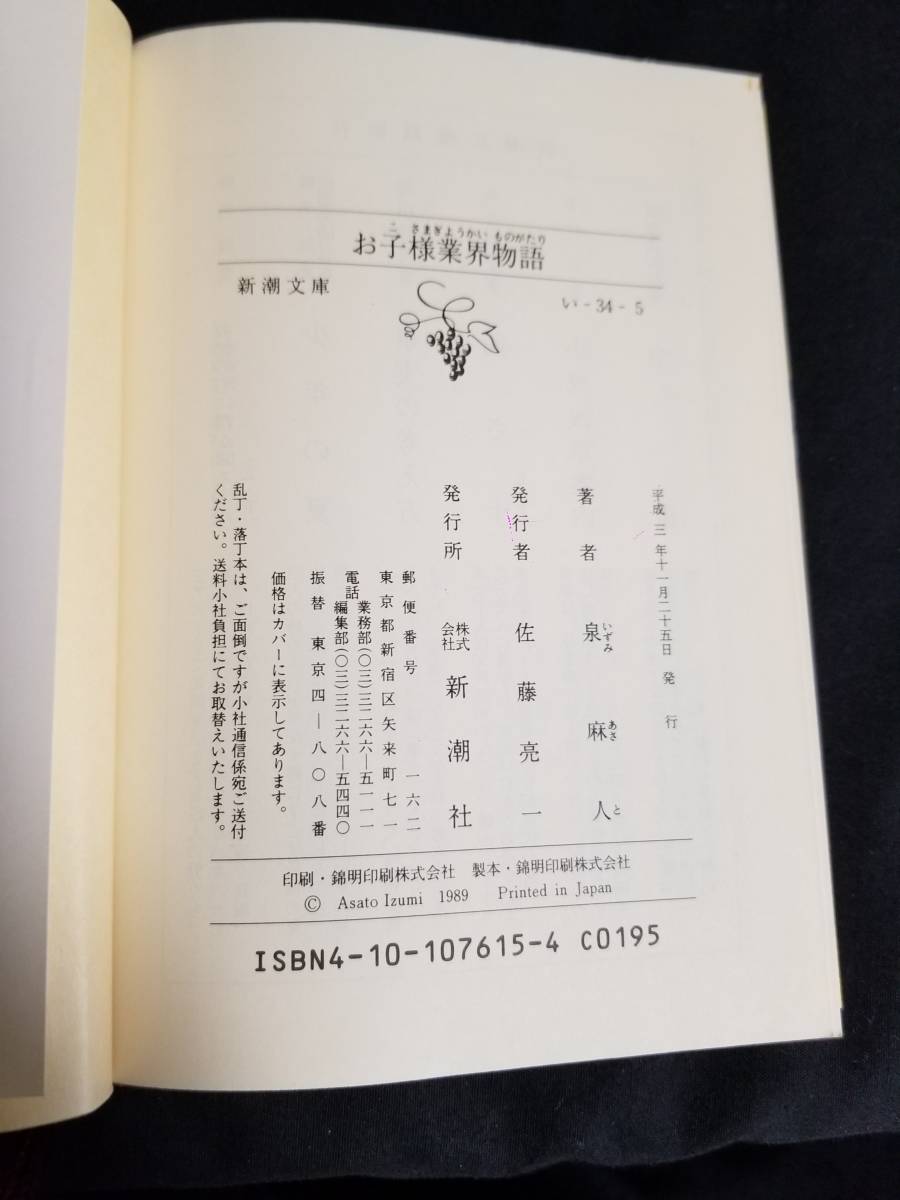 こ さまぎようかい ものがたり
お子様業界物語
新潮文庫
い-34-5
平成三年十一月二十五日 発行
著者 泉麻人
いずみ あさ と
発行者 佐藤亮一
発行所 株式会社 新潮社
郵便番号 一六二
東京都新宿区矢来町七一
電話 業務部(〇三)三二六六―五一一一
編集部(〇三)三二六六―五四四〇
振替東京四―八〇八番
価格はカバーに表示してあります。
乱丁・落丁本は、ご面倒ですが小社通信係宛ご送付
ください。送料小社負担にてお取替えいたします。
印刷・錦明印刷株式会社 製本・錦明印刷株式会社
© Asato Izumi 1989 Printed in Japan
ISBN4-10-107615-4 C0195